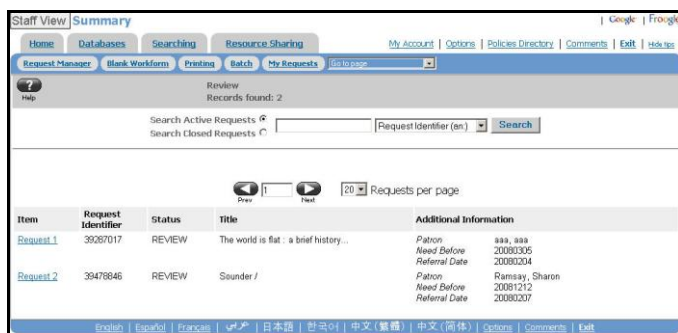 Staff View Summary | Google | Froogle
Home Databases Searching Resource Sharing My Account | Options | Policies Directory | Comments | Exit | Hide tips
Request Manager Blank Workform Printing Batch My Requests Go to page
? Review
Help Records found: 2
Search Active Requests Request Identifier (an:) Search
Search Closed Requests
1 20 Requests per page
Prev Next
Item Request Identifier Status Title Additional Information
Request 1 39287017 REVIEW The world is flat : a brief history... Patron aaa, aaa
Need Before 20080305
Referral Date 20080204
Request 2 39478846 REVIEW Sounder / Patron Ramsay, Sharon
Need Before 20081212
Referral Date 20080207
English | Español | Français | عربي | 日本語 | 한국어 | 中文(繁體) | 中文(简体) | Options | Comments | Exit